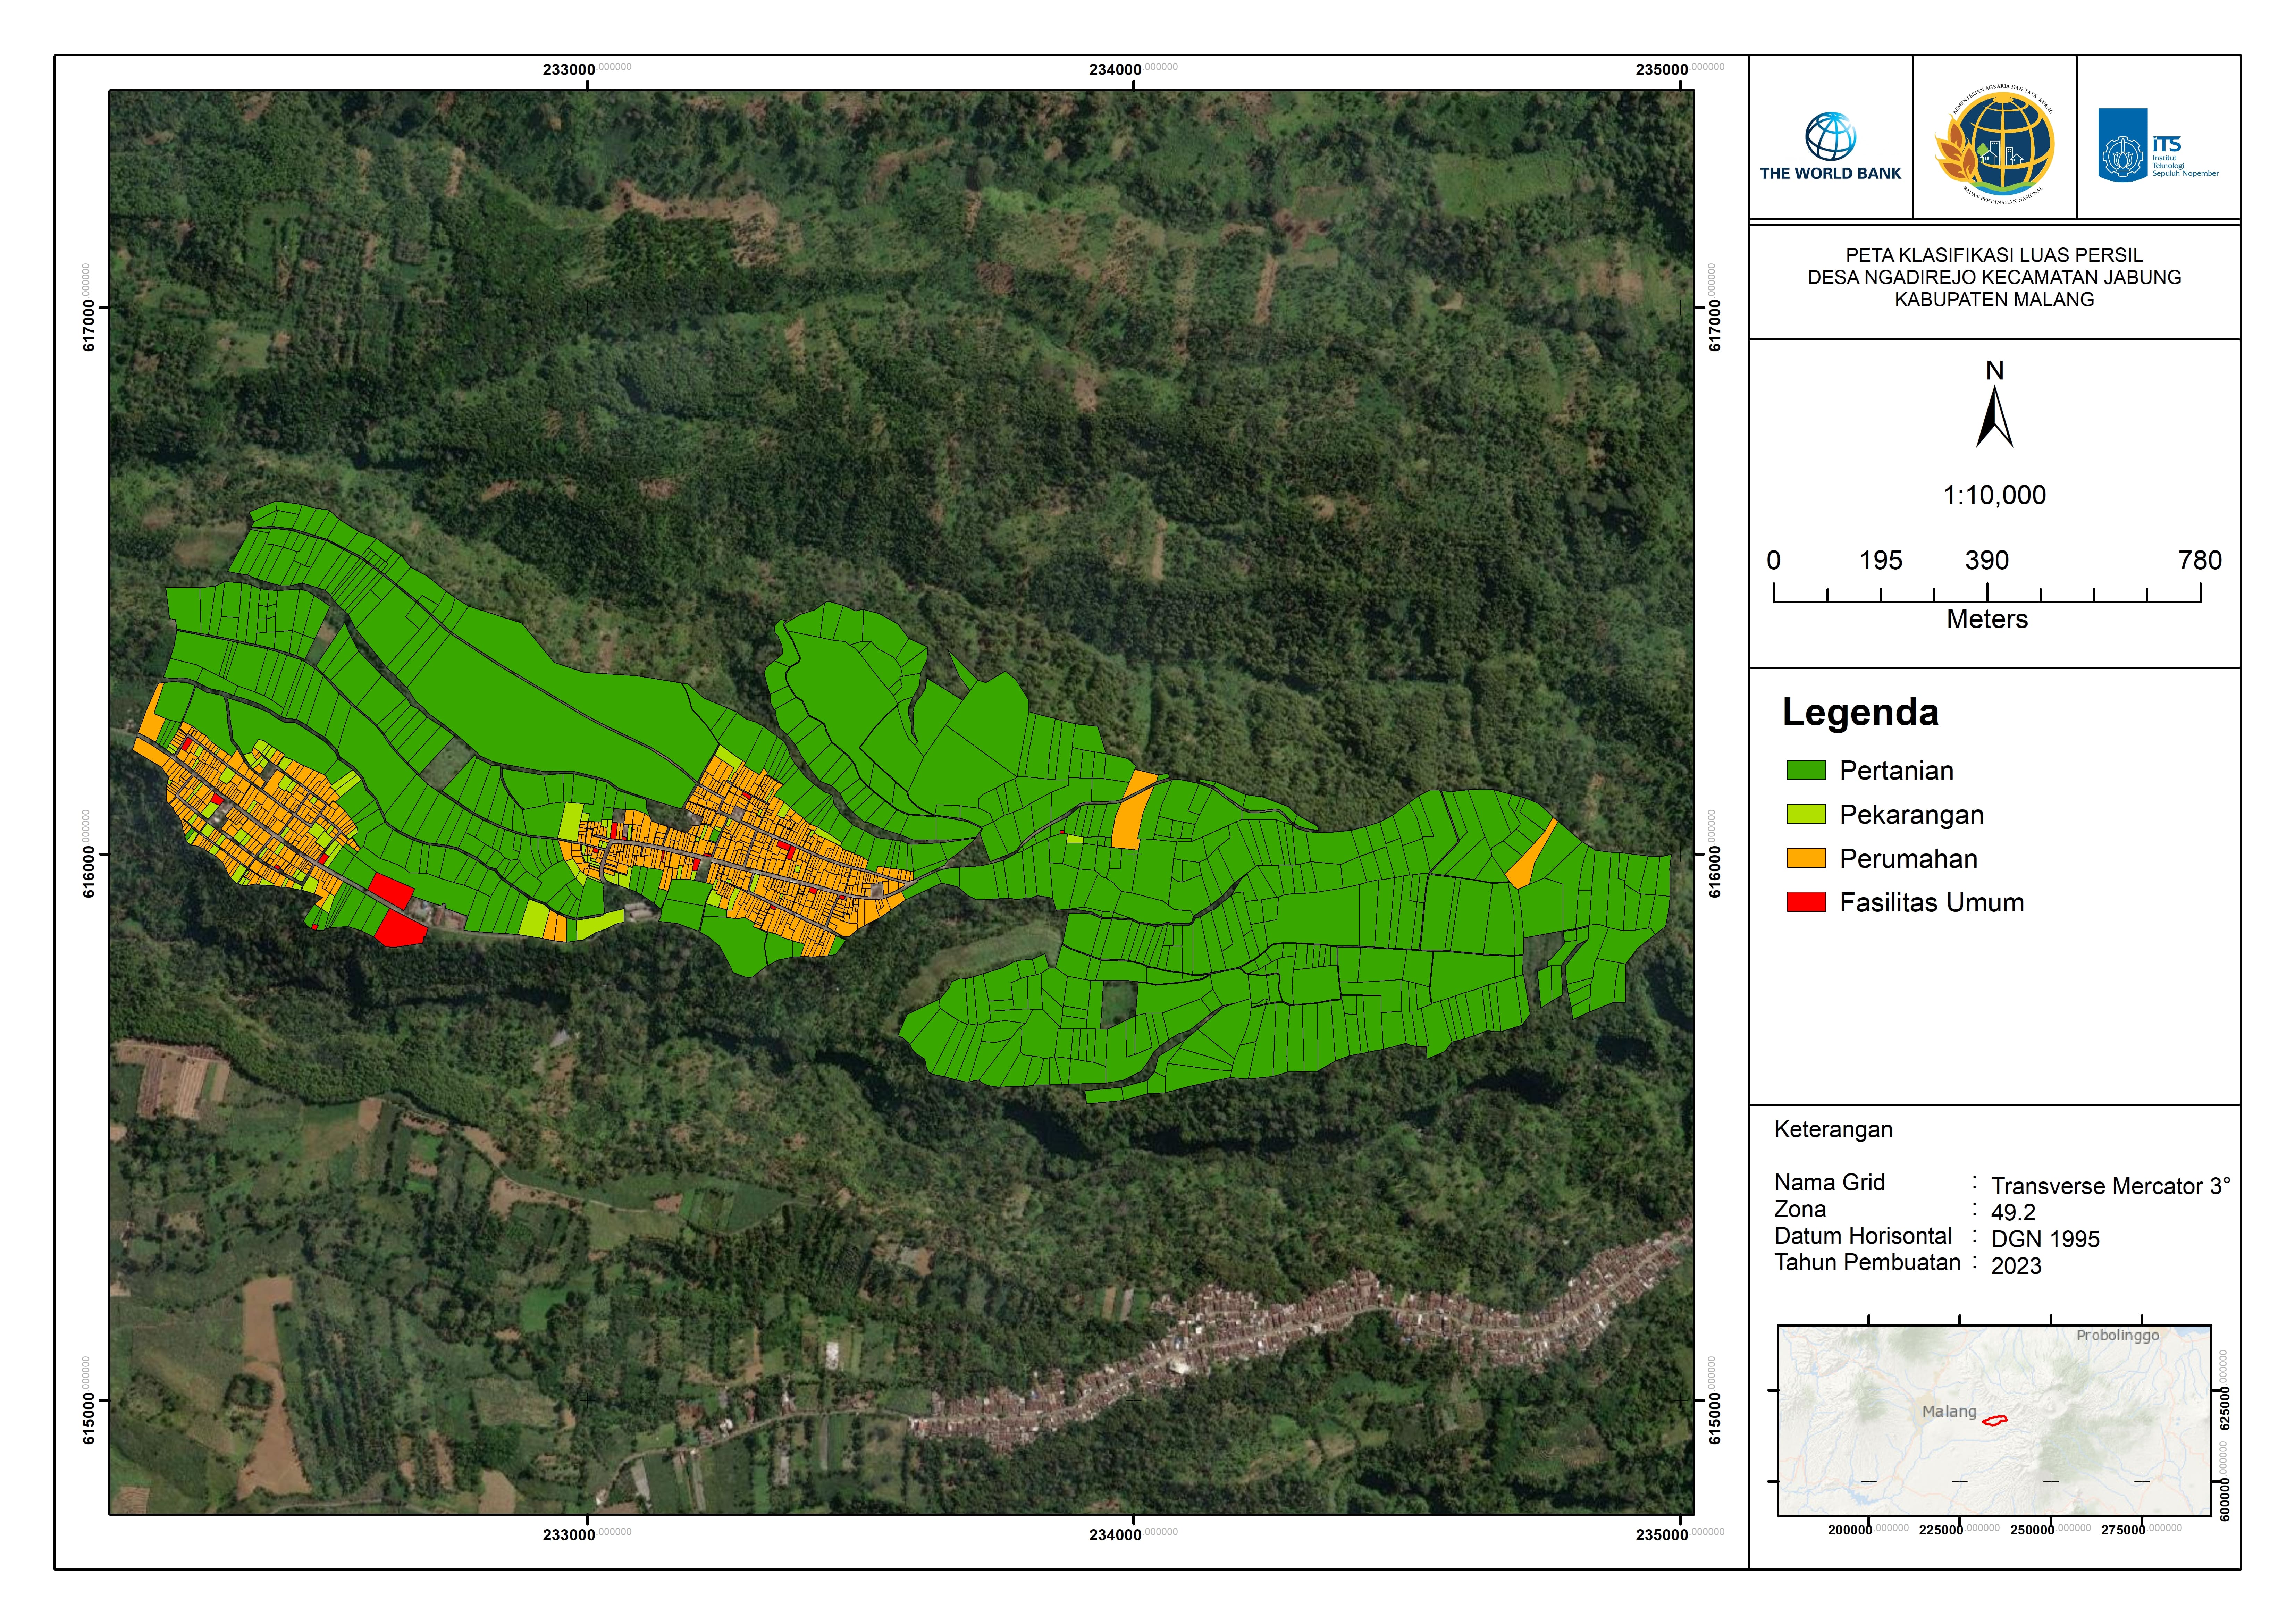 233000.000000
234000.000000
235000.000000
617000.000000
616000.000000
615000.000000
617000.000000
616000.000000
615000.000000
233000.000000
234000.000000
235000.000000
THE WORLD BANK
KEMENTERIAN AGRARIA DAN TATA RUANG
BADAN PERTANAHAN NASIONAL
ITS
Institut
Teknologi
Sepuluh Nopember
PETA KLASIFIKASI LUAS PERSIL
DESA NGADIREJO KECAMATAN JABUNG
KABUPATEN MALANG
N
1:10,000
0 195 390 780
Meters
Legenda
Pertanian
Pekarangan
Perumahan
Fasilitas Umum
Keterangan
Nama Grid : Transverse Mercator 3°
Zona : 49.2
Datum Horisontal : DGN 1995
Tahun Pembuatan : 2023
Probolinggo
Malang
625000.000000
600000.000000
200000.000000 225000.000000 250000.000000 275000.000000